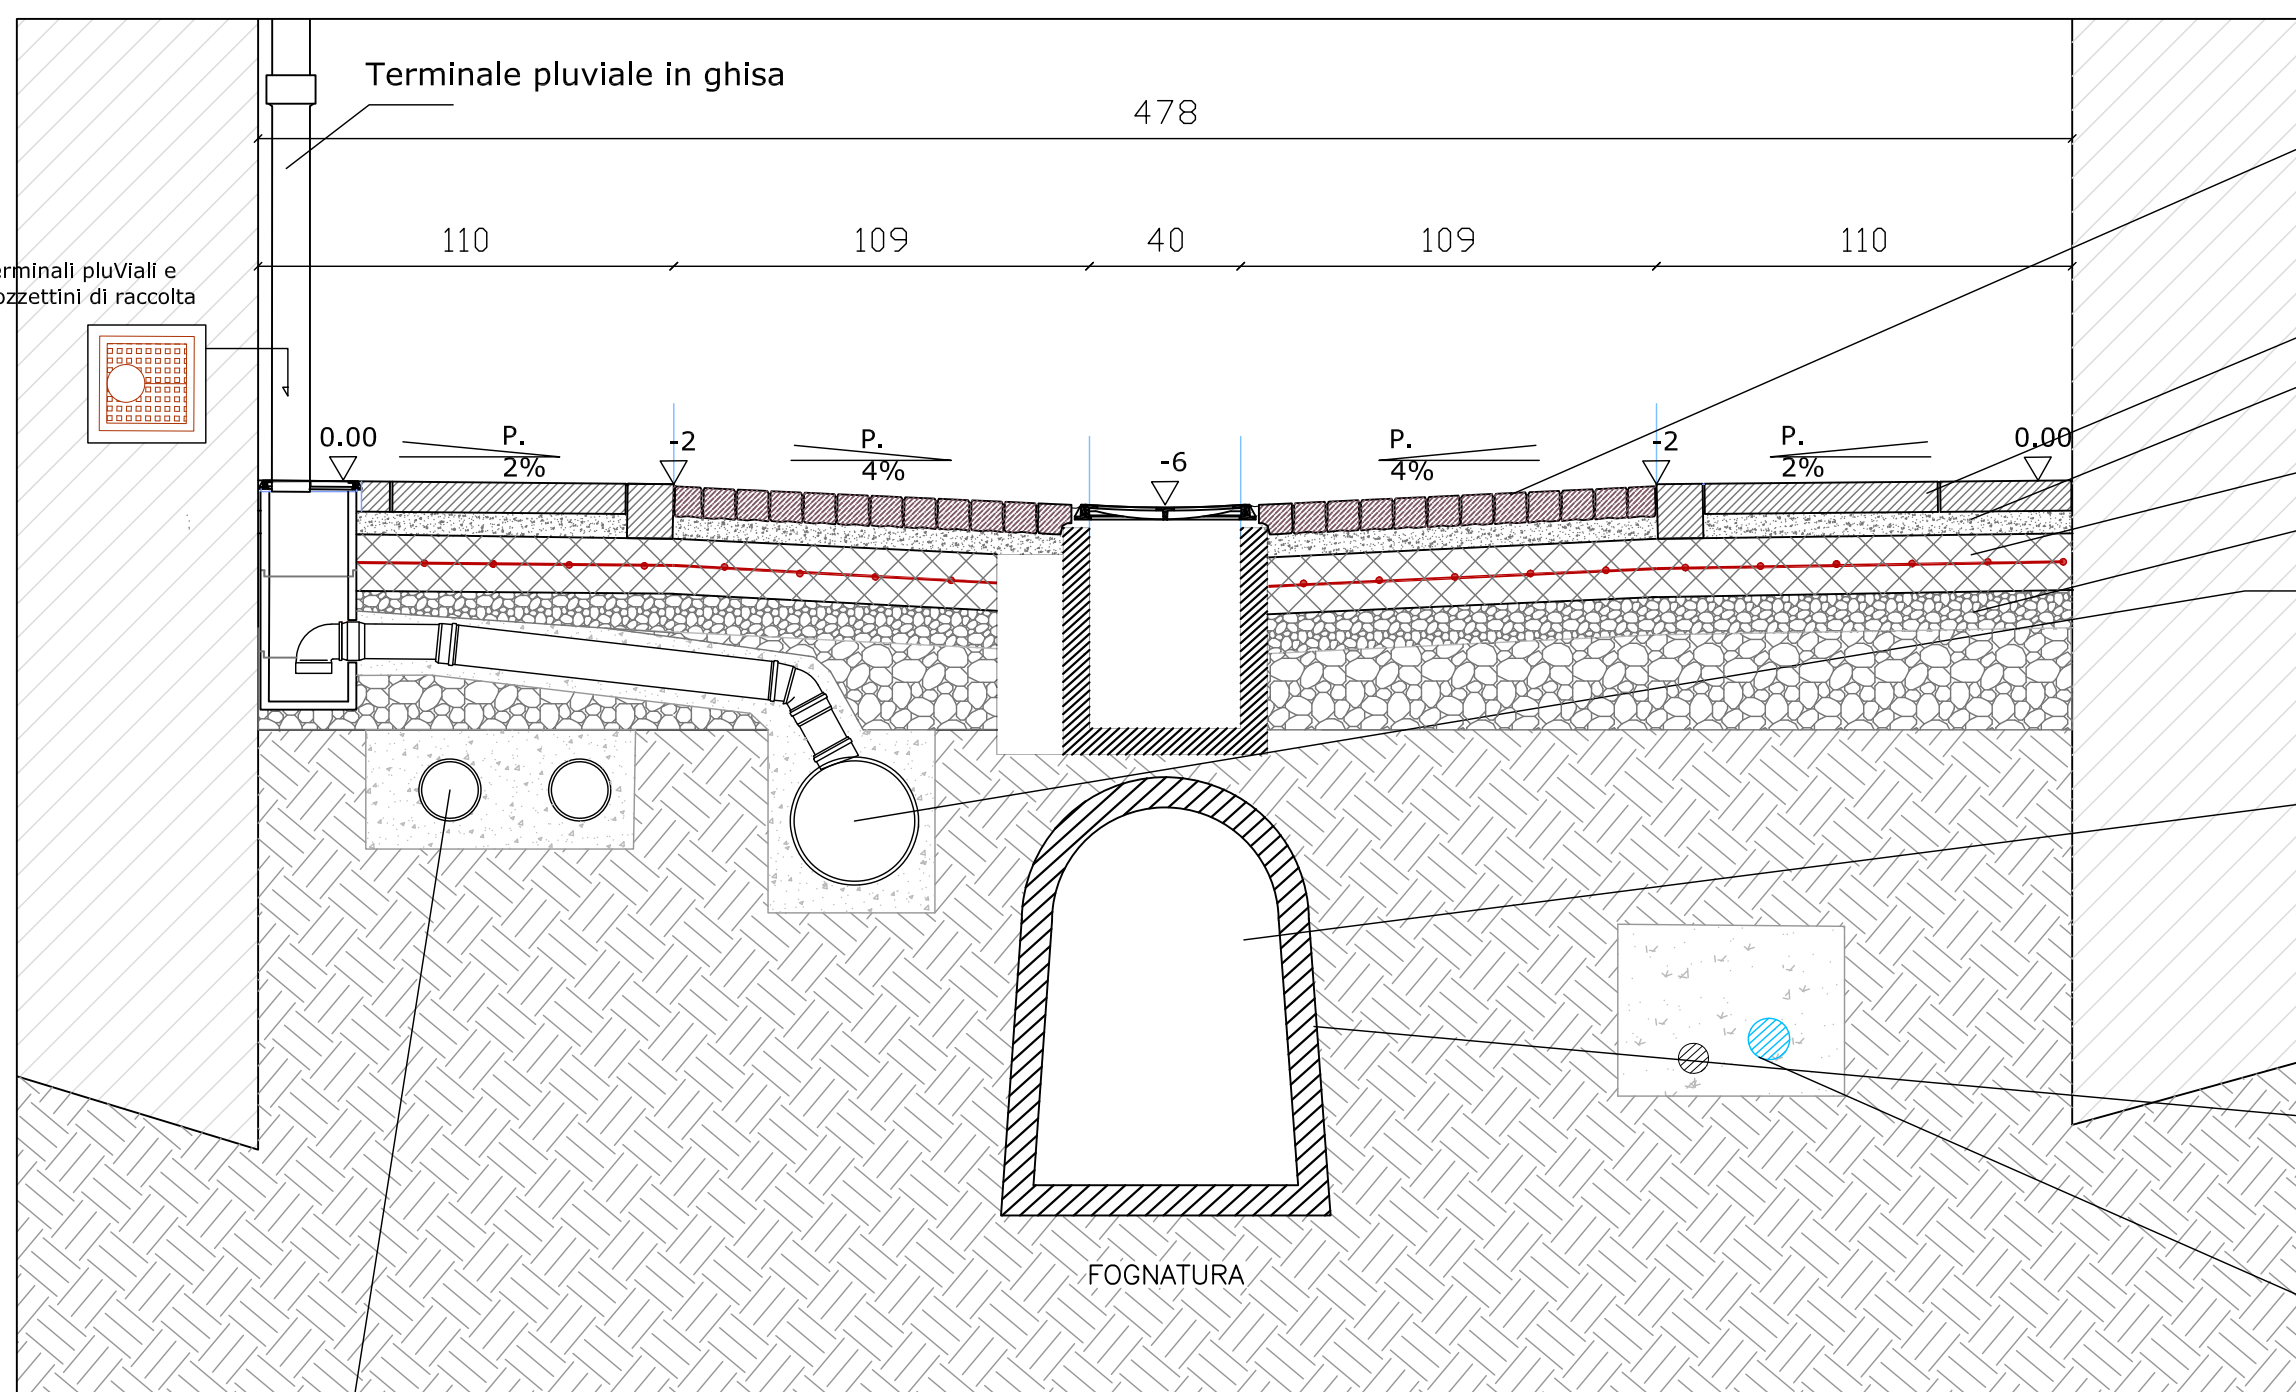 Terminale pluviale in ghisa
478
110 109 40 109 110
erminali pluViali e
ozzettini di raccolta
0.00 P. 2% -2 P. 4% -6 P. 4% -2 P. 2% 0.00
FOGNATURA